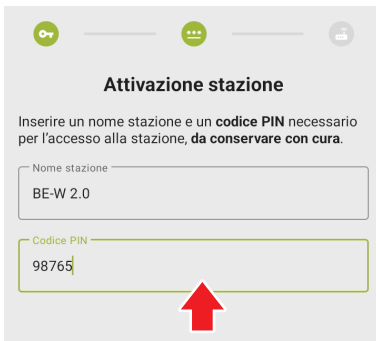 Attivazione stazione
Inserire un nome stazione e un codice PIN necessario
per l'accesso alla stazione, da conservare con cura.
Nome stazione
BE-W 2.0
Codice PIN
98765